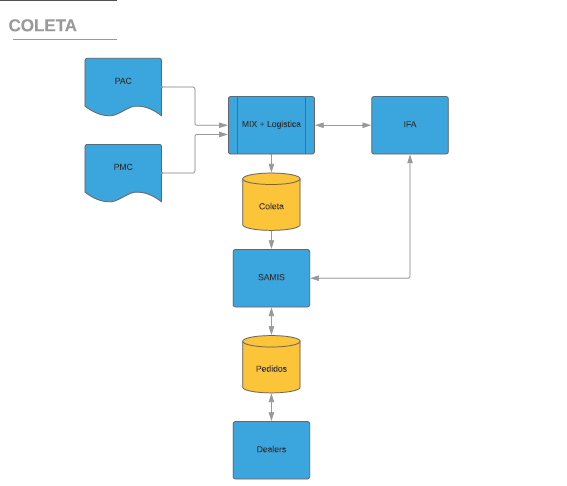 COLETA
PAC
MIX + Logistica
IFA
PMC
Coleta
SAMIS
Pedidos
Dealers